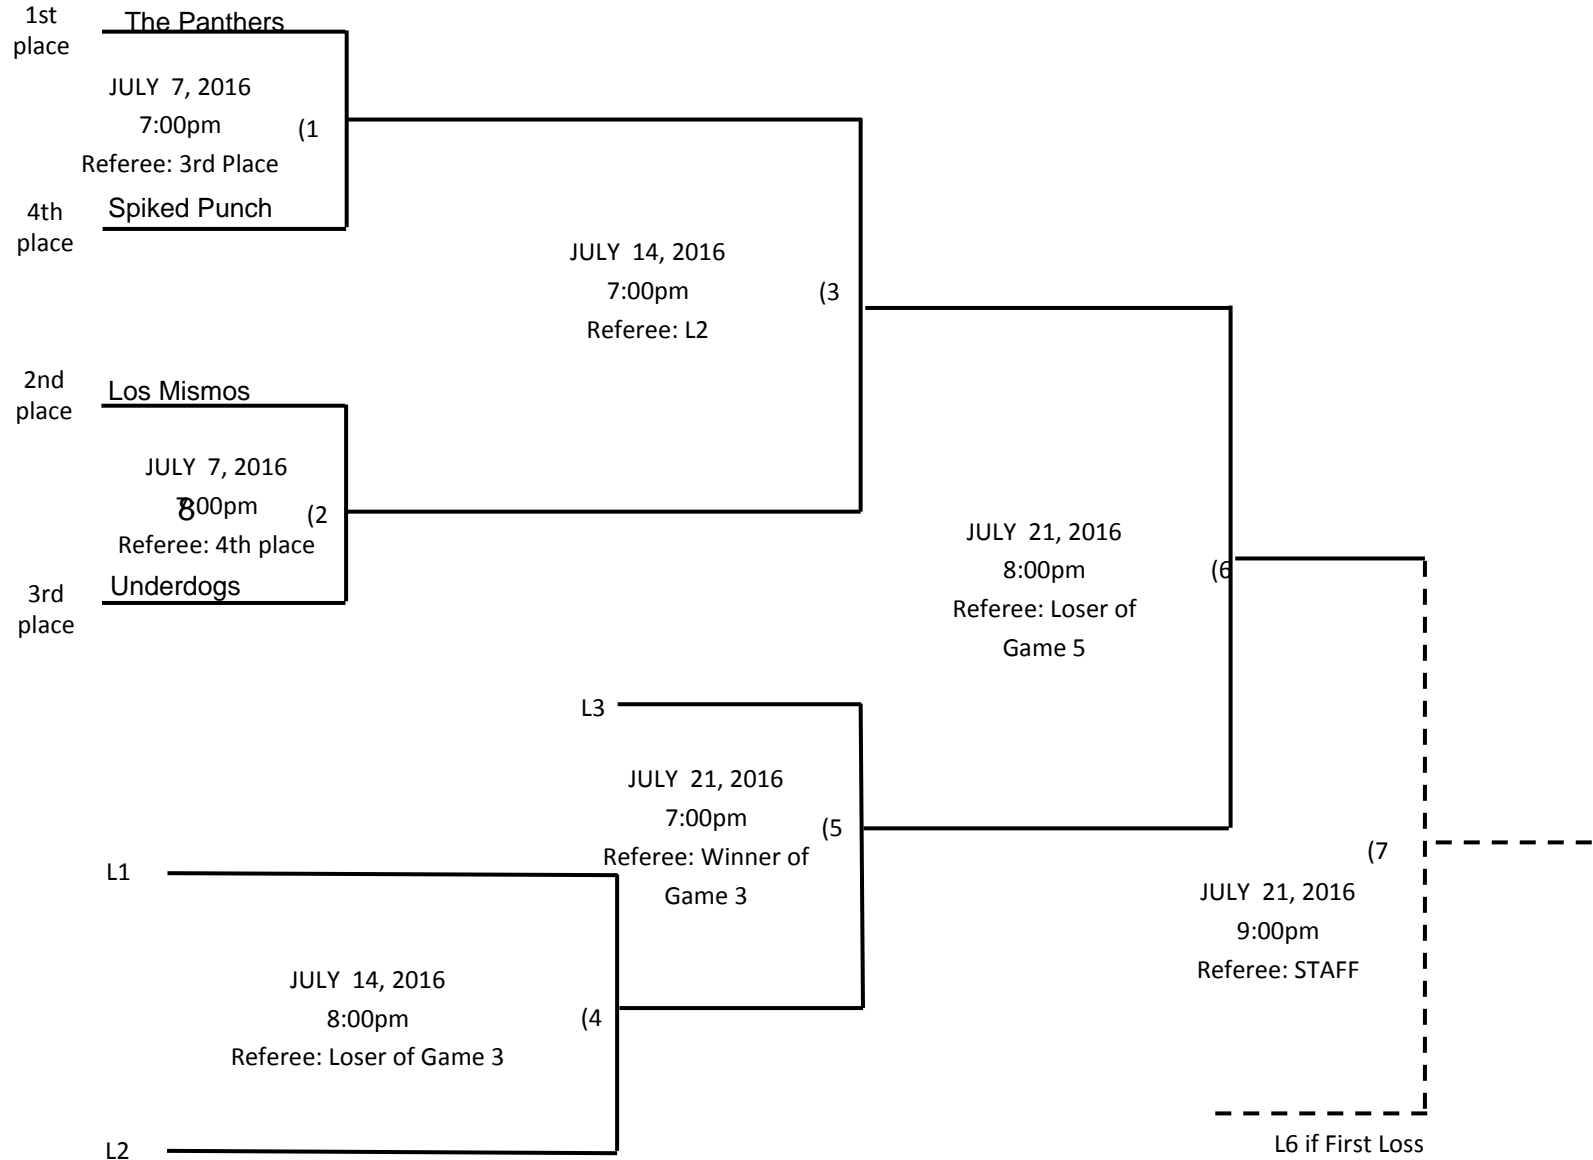 1st
place
The Panthers
JULY 7, 2016
7:00pm
(1
Referee: 3rd Place
4th
place
Spiked Punch
JULY 14, 2016
7:00pm
(3
Referee: L2
2nd
place
Los Mismos
JULY 7, 2016
8:00pm
(2
Referee: 4th place
3rd
place
Underdogs
JULY 21, 2016
8:00pm
(6
Referee: Loser of
Game 5
L3
JULY 21, 2016
7:00pm
(5
Referee: Winner of
Game 3
L1
JULY 14, 2016
8:00pm
(4
Referee: Loser of Game 3
L2
(7
JULY 21, 2016
9:00pm
Referee: STAFF
L6 if First Loss